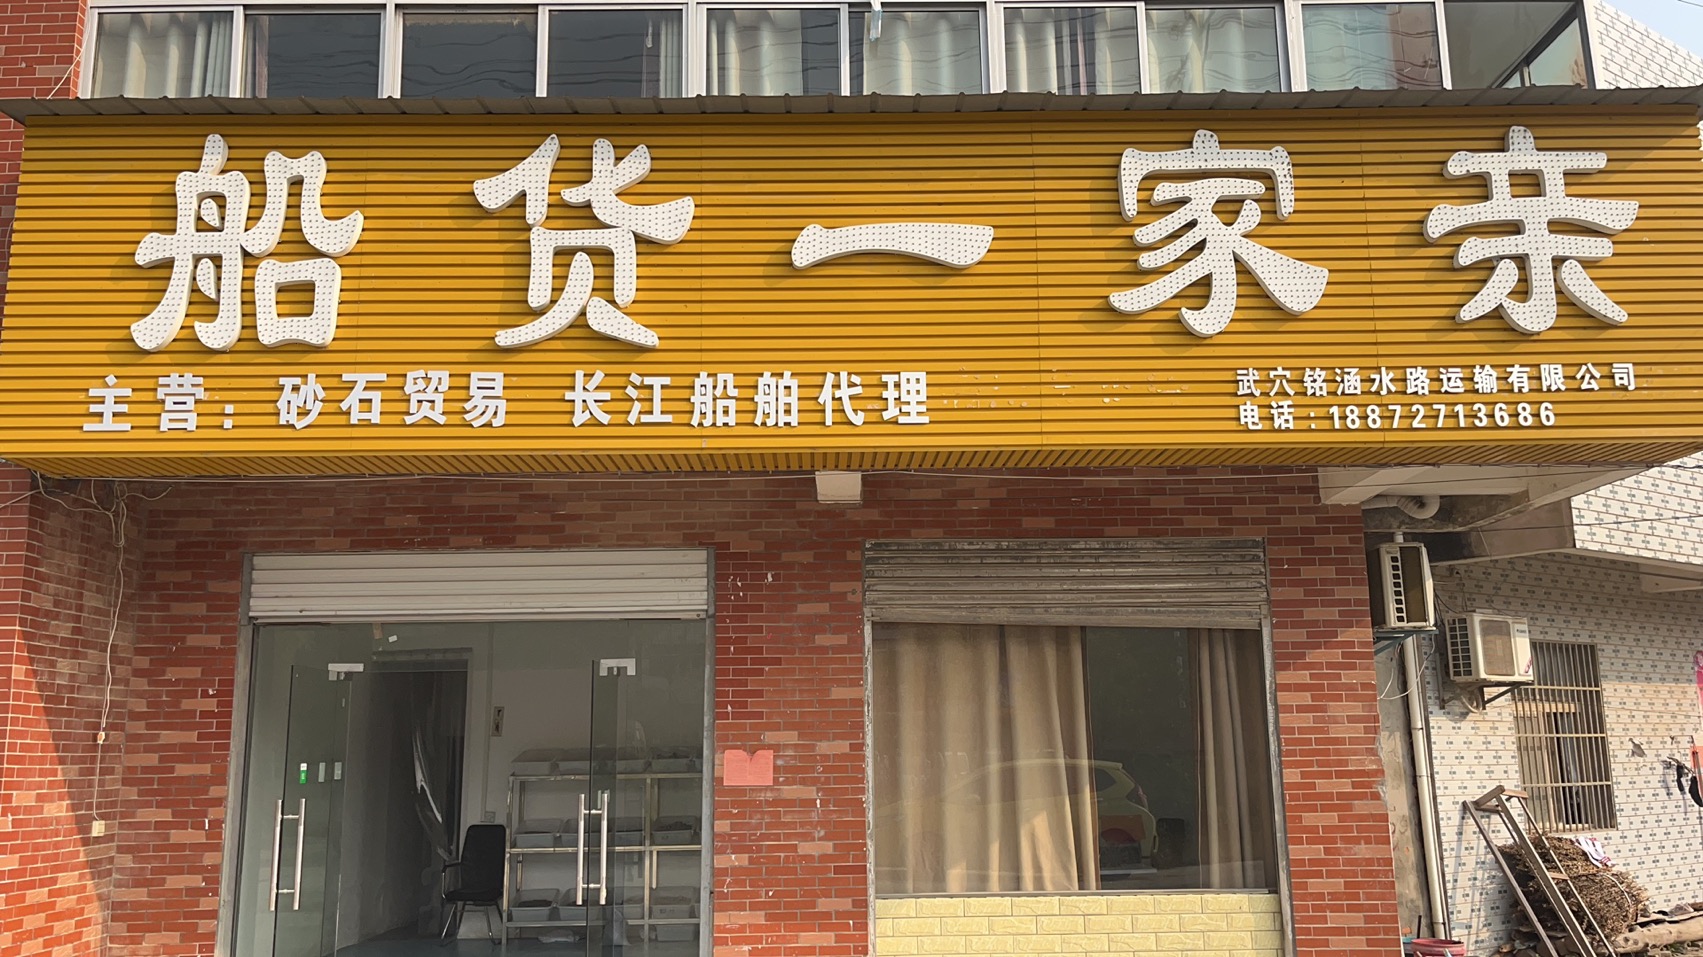 船货一家亲
主营：砂石贸易 长江船舶代理
武穴铭涵水路运输有限公司
电话：18872713686